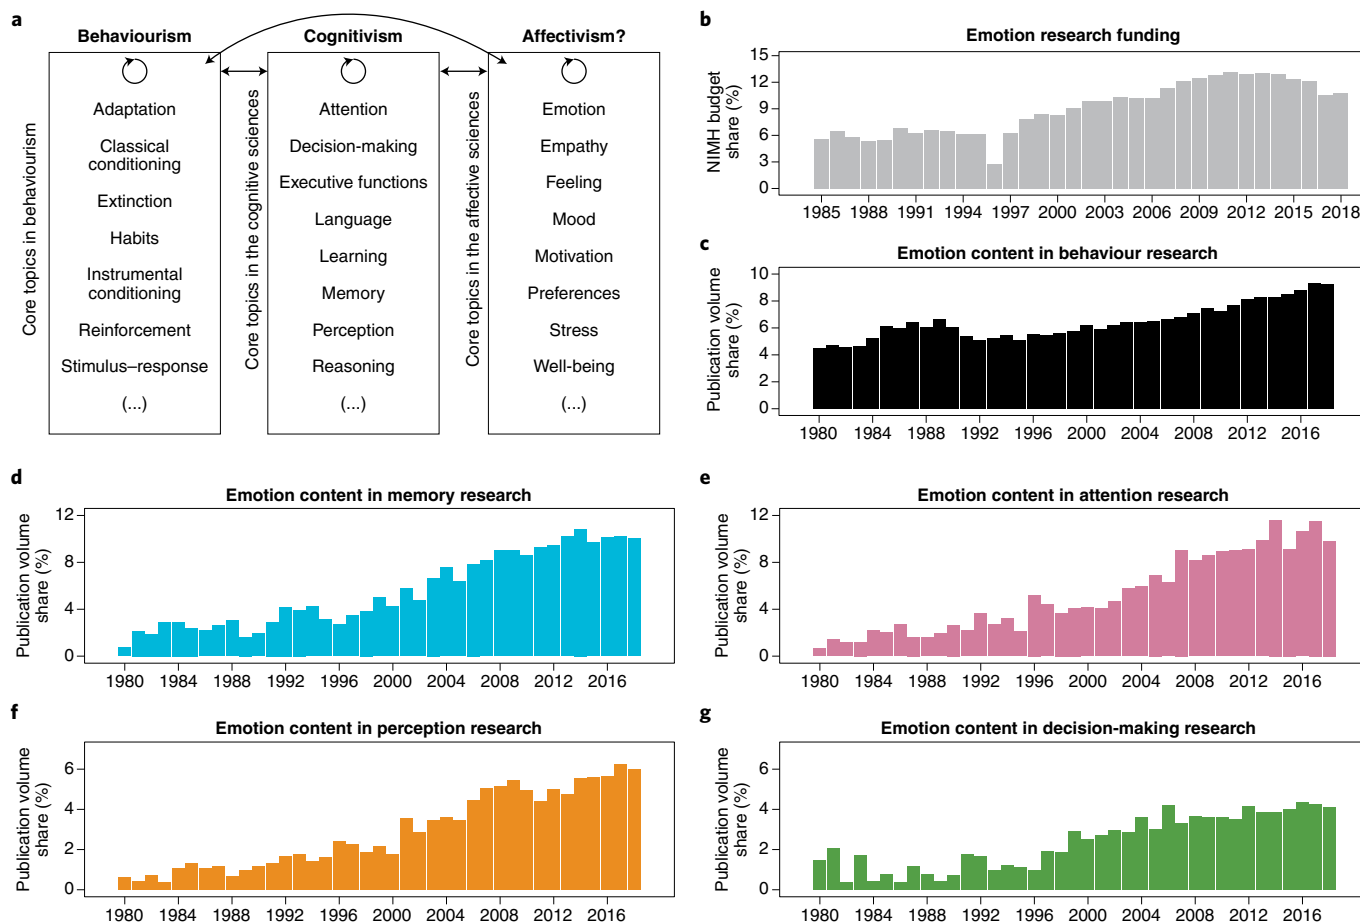 a
Behaviourism
Cognitivism
Affectivism?
Core topics in behaviourism
Adaptation
Classical
conditioning
Extinction
Habits
Instrumental
conditioning
Reinforcement
Stimulus–response
(...)
Core topics in the cognitive sciences
Attention
Decision-making
Executive functions
Language
Learning
Memory
Perception
Reasoning
(...)
Core topics in the affective sciences
Emotion
Empathy
Feeling
Mood
Motivation
Preferences
Stress
Well-being
(...)
b
Emotion research funding
NIMH budget
share (%)
15
12
9
6
3
0
1985 1988 1991 1994 1997 2000 2003 2006 2009 2012 2015 2018
c
Emotion content in behaviour research
Publication volume
share (%)
10
8
6
4
2
0
1980 1984 1988 1992 1996 2000 2004 2008 2012 2016
d
Emotion content in memory research
Publication volume
share (%)
12
8
4
0
1980 1984 1988 1992 1996 2000 2004 2008 2012 2016
e
Emotion content in attention research
Publication volume
share (%)
12
8
4
0
1980 1984 1988 1992 1996 2000 2004 2008 2012 2016
f
Emotion content in perception research
Publication volume
share (%)
6
4
2
0
1980 1984 1988 1992 1996 2000 2004 2008 2012 2016
g
Emotion content in decision-making research
Publication volume
share (%)
6
4
2
0
1980 1984 1988 1992 1996 2000 2004 2008 2012 2016